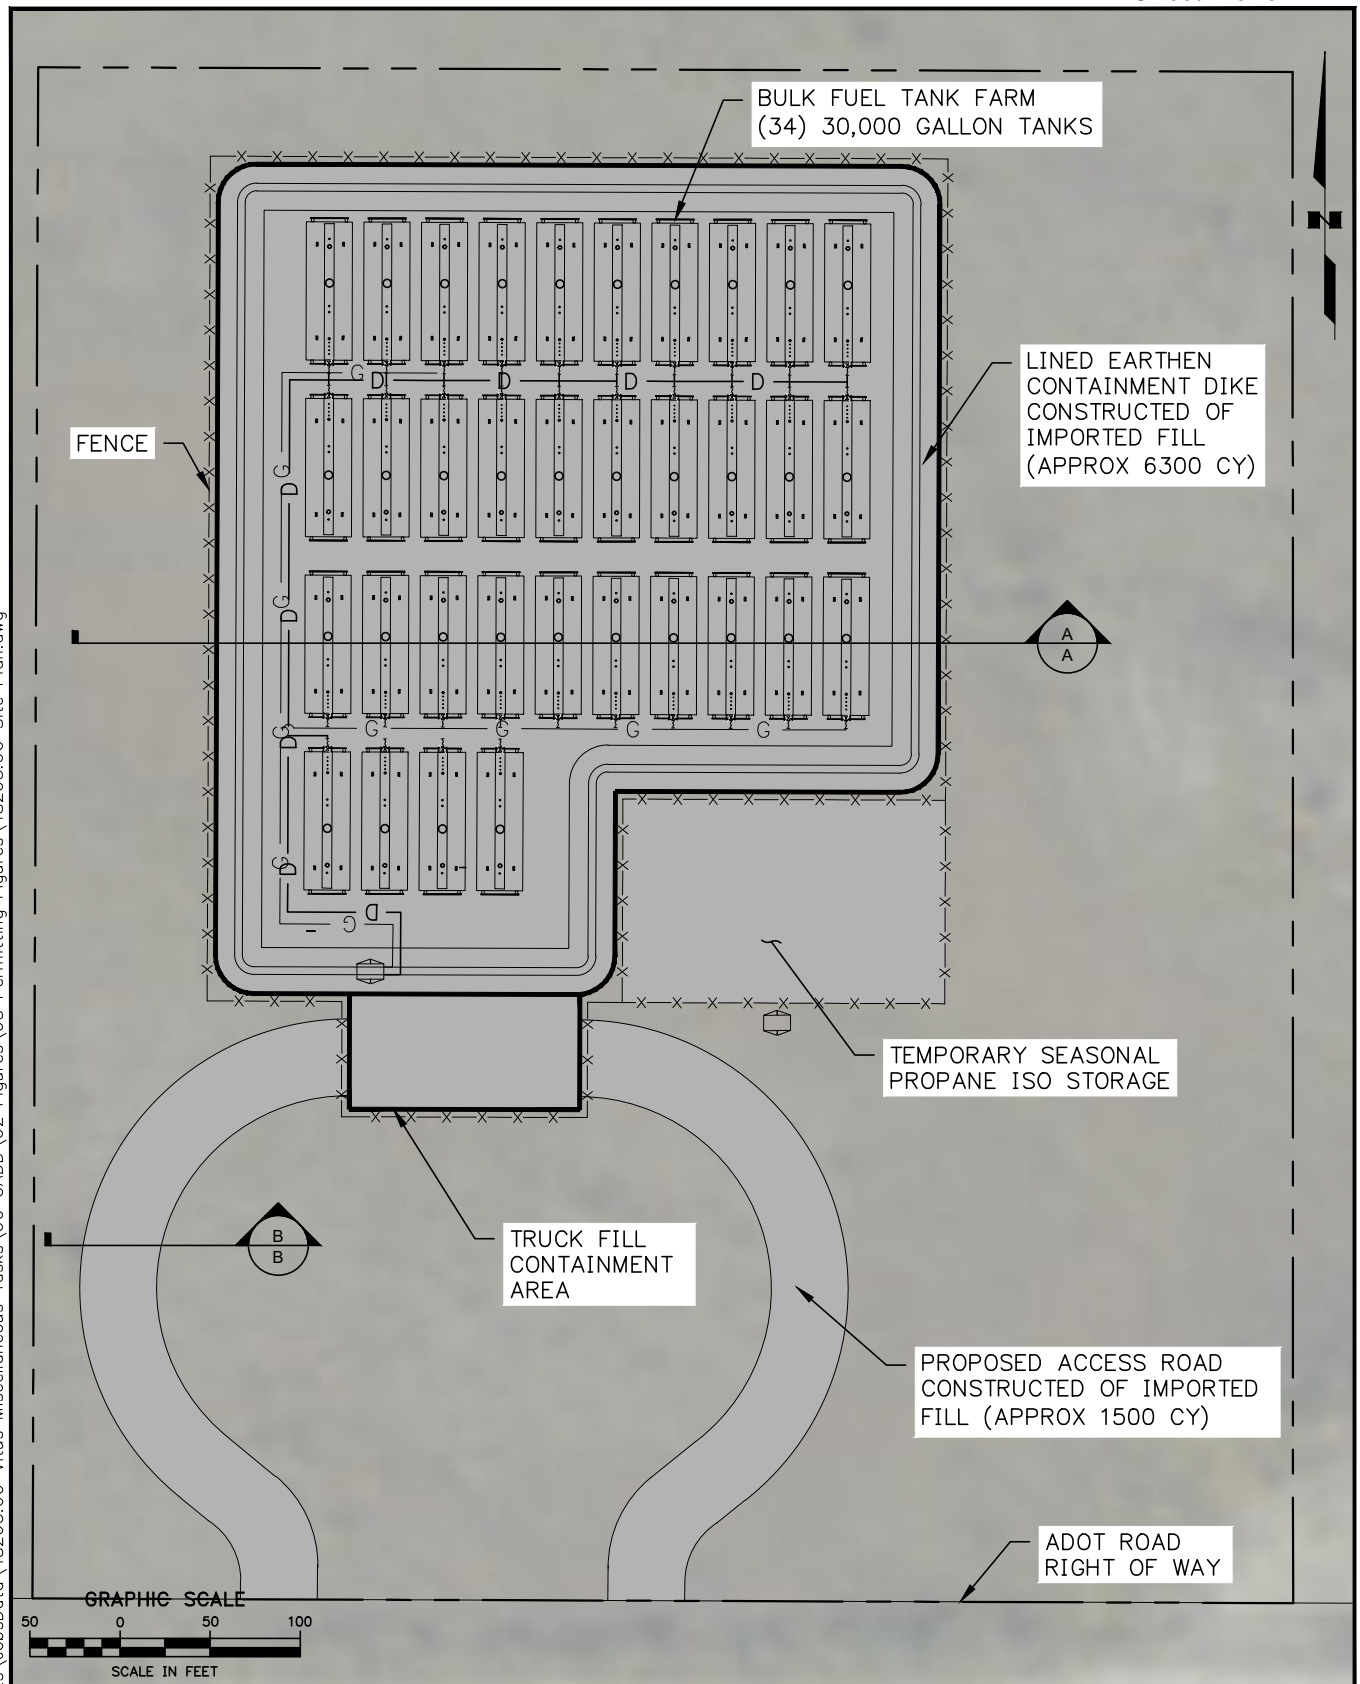 BULK FUEL TANK FARM
(34) 30,000 GALLON TANKS
N
LINED EARTHEN
CONTAINMENT DIKE
CONSTRUCTED OF
IMPORTED FILL
(APPROX 6300 CY)
FENCE
G
D D D D
G
D
G
D
A
A
G
D
G G G G
G
D
D
G
TEMPORARY SEASONAL
PROPANE ISO STORAGE
TRUCK FILL
CONTAINMENT
AREA
B
B
PROPOSED ACCESS ROAD
CONSTRUCTED OF IMPORTED
FILL (APPROX 1500 CY)
ADOT ROAD
RIGHT OF WAY
GRAPHIC SCALE
50 0 50 100
SCALE IN FEET